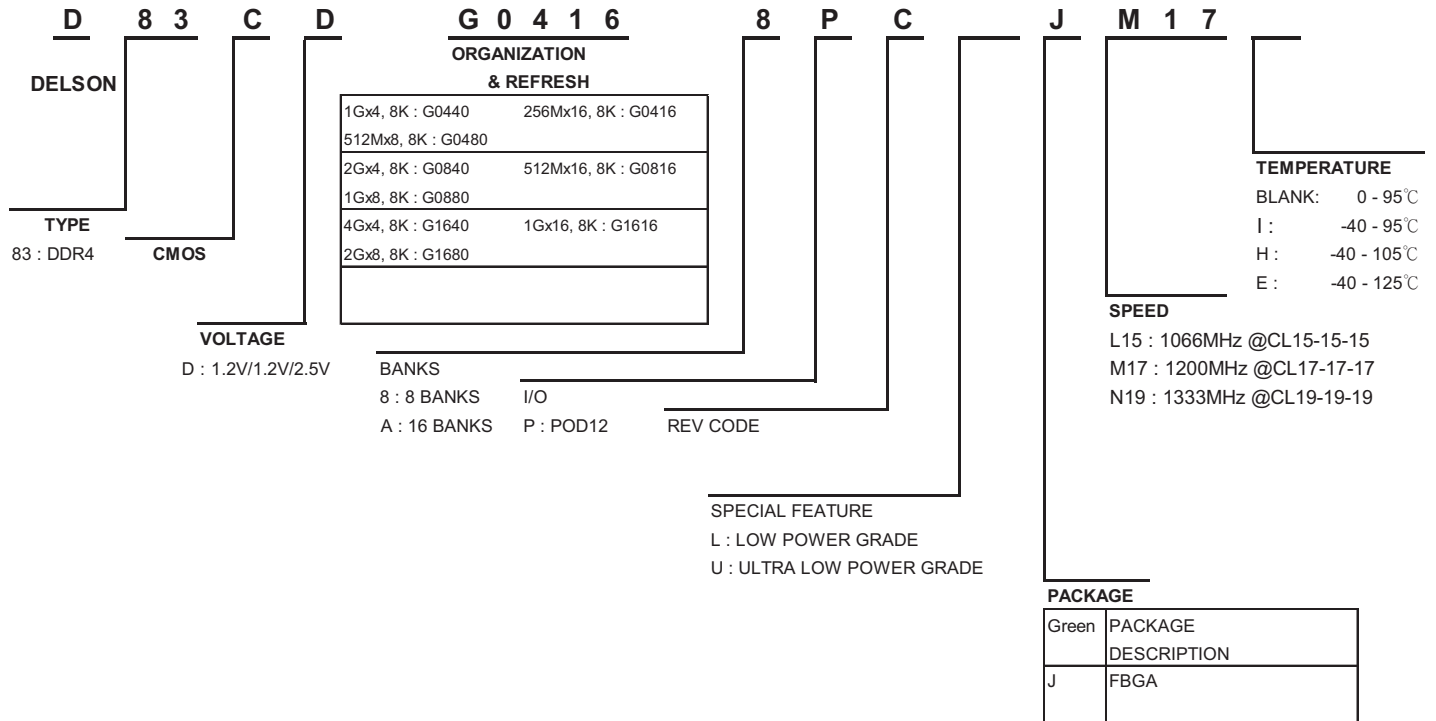 D 8 3 C D G 0 4 1 6 8 P C J M 1 7
ORGANIZATION
& REFRESH
DELSON
1Gx4, 8K : G0440 256Mx16, 8K : G0416
512Mx8, 8K : G0480
2Gx4, 8K : G0840 512Mx16, 8K : G0816
1Gx8, 8K : G0880
4Gx4, 8K : G1640 1Gx16, 8K : G1616
2Gx8, 8K : G1680
TYPE
83 : DDR4
CMOS
VOLTAGE
D : 1.2V/1.2V/2.5V
BANKS
8 : 8 BANKS
A : 16 BANKS
I/O
P : POD12
REV CODE
SPECIAL FEATURE
L : LOW POWER GRADE
U : ULTRA LOW POWER GRADE
PACKAGE
Green PACKAGE
DESCRIPTION
J FBGA
SPEED
L15 : 1066MHz @CL15-15-15
M17 : 1200MHz @CL17-17-17
N19 : 1333MHz @CL19-19-19
TEMPERATURE
BLANK: 0 - 95℃
I : -40 - 95℃
H : -40 - 105℃
E : -40 - 125℃